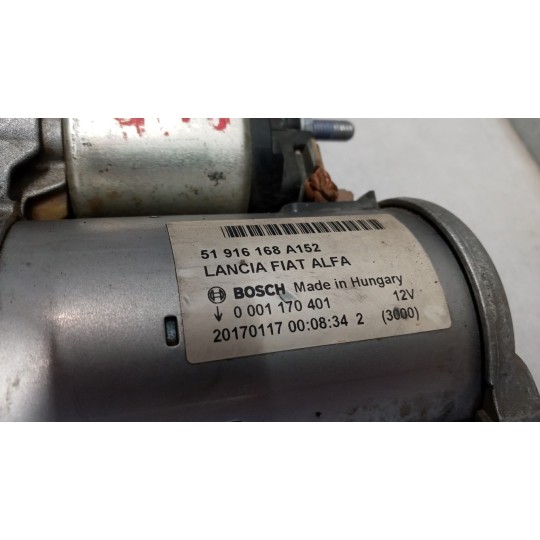 51 916 168 A152
LANCIA FIAT ALFA
BOSCH Made in Hungary
0 001 170 401 12V
20170117 00:08:34 2 (3000)